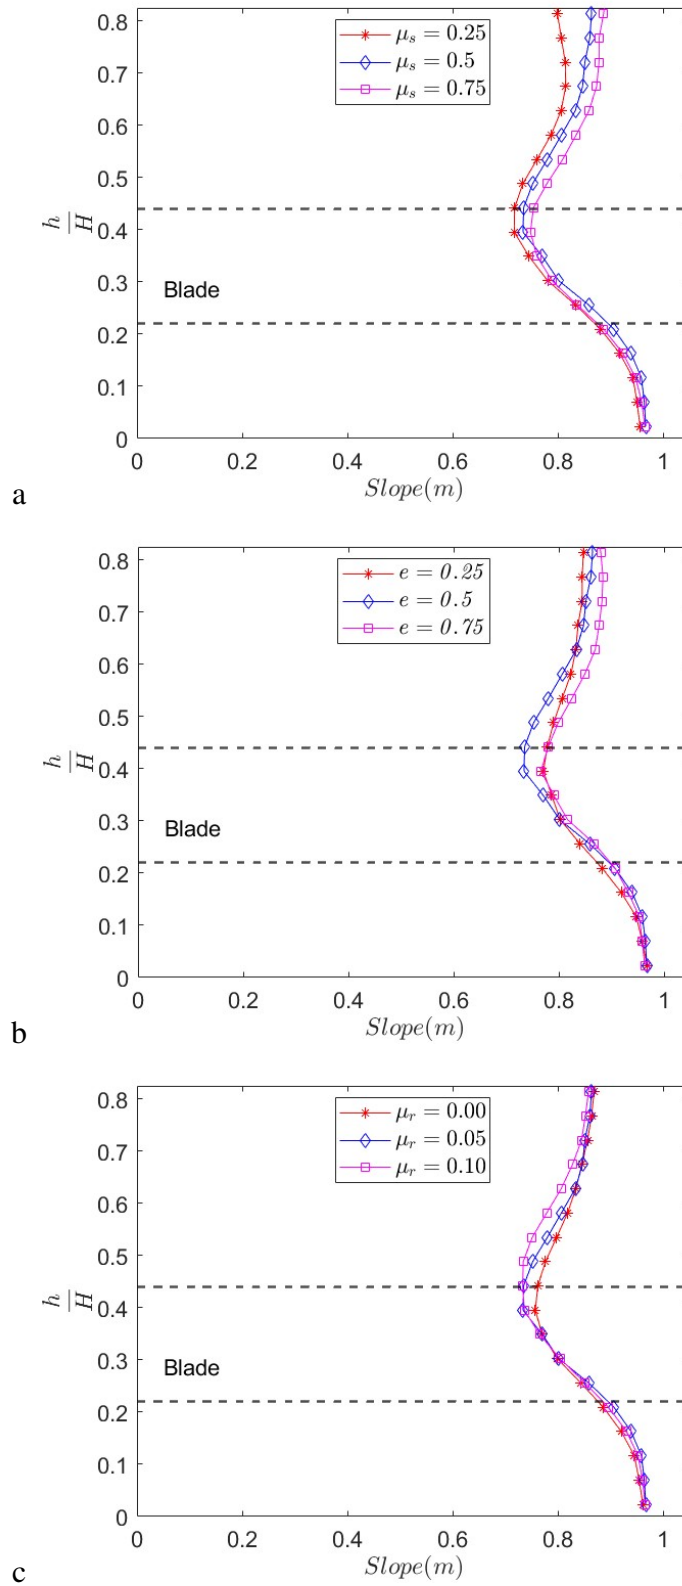 0.8
0.7
0.6
0.5
0.4
0.3
0.2
0.1
0
h
H
μs = 0.25
μs = 0.5
μs = 0.75
Blade
0 0.2 0.4 0.6 0.8 1
Slope(m)
a
0.8
0.7
0.6
0.5
0.4
0.3
0.2
0.1
0
h
H
e = 0.25
e = 0.5
e = 0.75
Blade
0 0.2 0.4 0.6 0.8 1
Slope(m)
b
0.8
0.7
0.6
0.5
0.4
0.3
0.2
0.1
0
h
H
μr = 0.00
μr = 0.05
μr = 0.10
Blade
0 0.2 0.4 0.6 0.8 1
Slope(m)
c